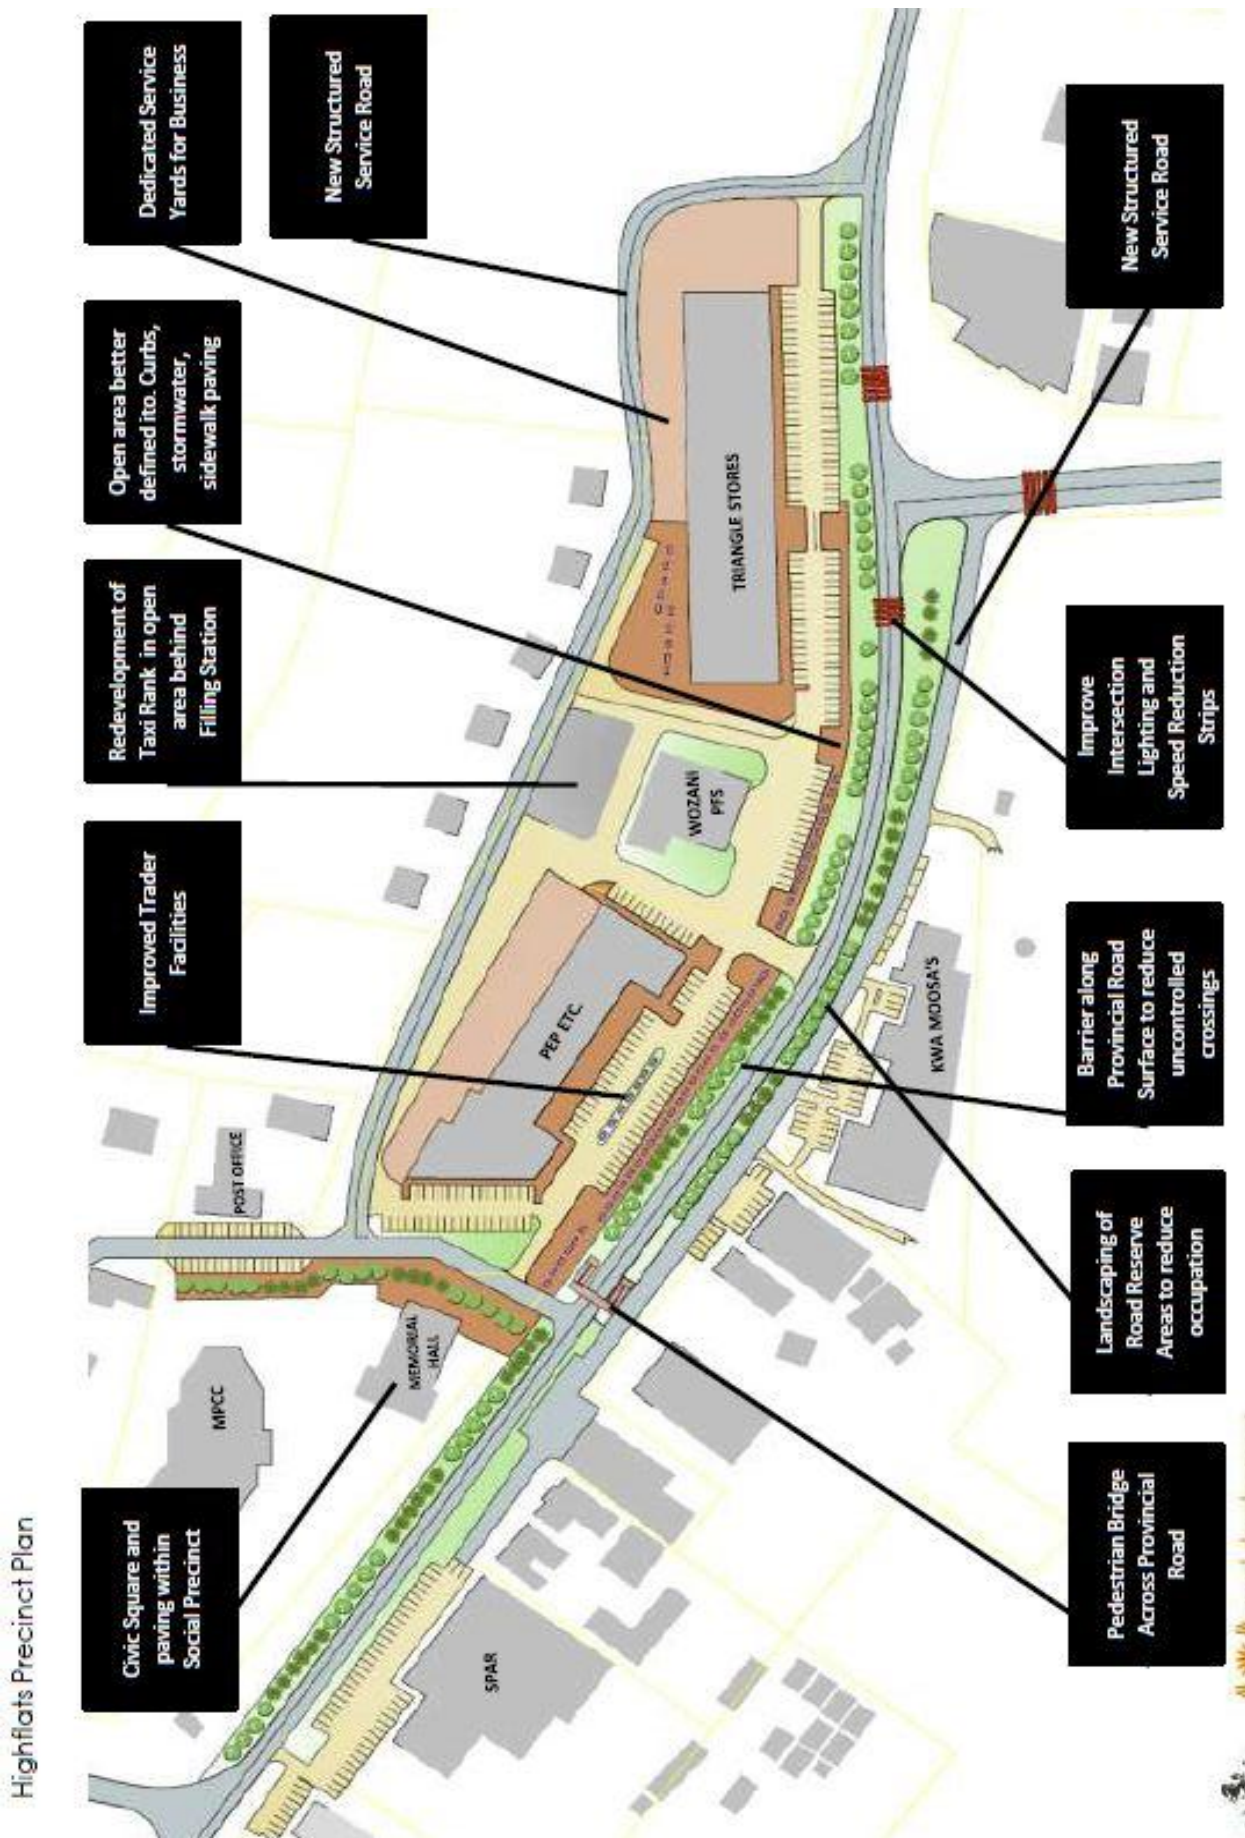 Highflats Precinct Plan
Civic Square and
paving within
Social Precinct
Improved Trader
Facilities
Redevelopment of
Taxi Rank in open
area behind
Filling Station
Open area better
defined ito. Curbs,
stormwater,
sidewalk paving
Dedicated Service
Yards for Business
New Structured
Service Road
MPCC
MEMORIAL
HALL
POST OFFICE
SPAR
PEP ETC.
WOZANI
PFS
TRIANGLE STORES
KWA MOOSA'S
Pedestrian Bridge
Across Provincial
Road
Landscaping of
Road Reserve
Areas to reduce
occupation
Barrier along
Provincial Road
Surface to reduce
uncontrolled
crossings
Improve
Intersection
Lighting and
Speed Reduction
Strips
New Structured
Service Road